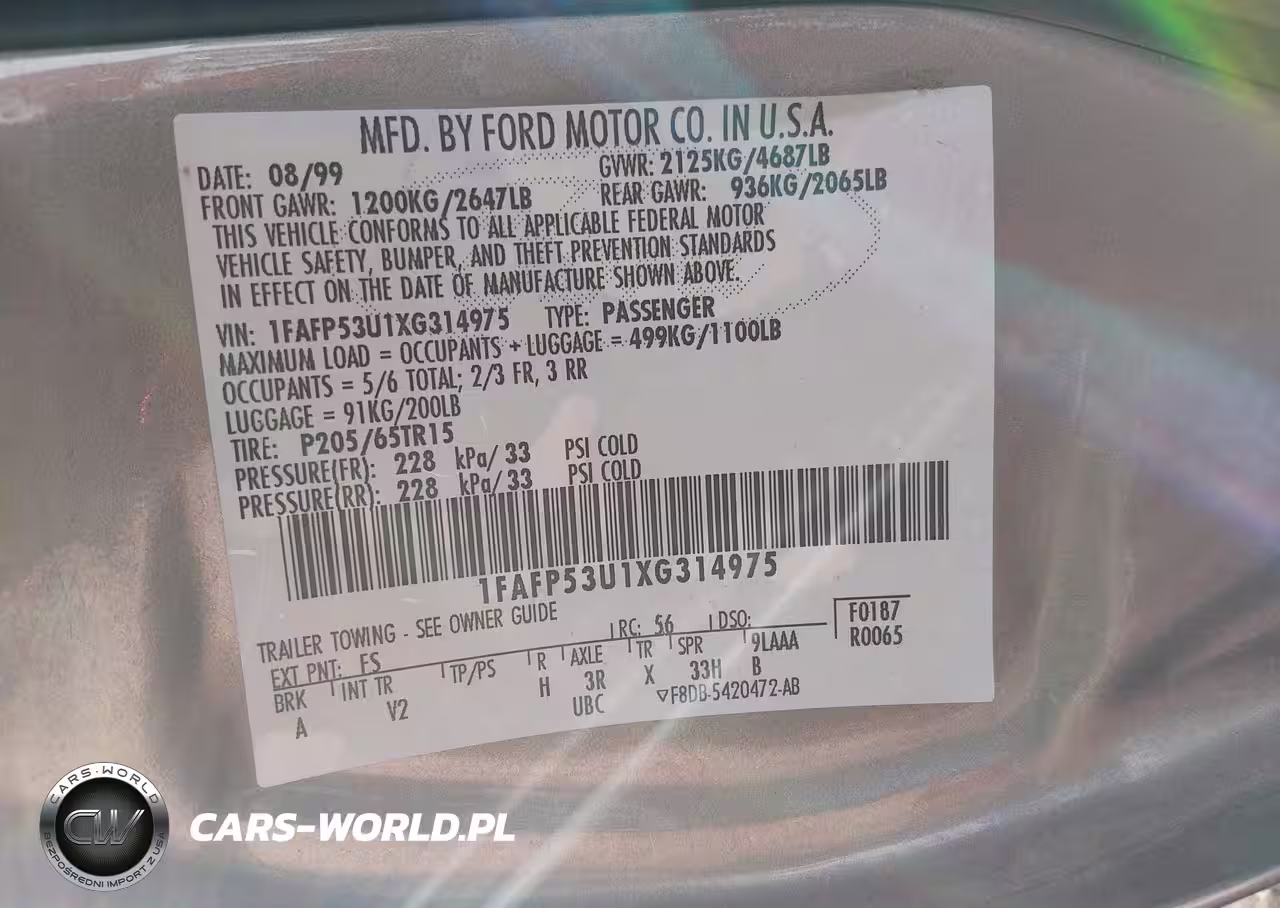 MFD. BY FORD MOTOR CO. IN U.S.A.
DATE: 08/99 GVWR: 2125KG/4687LB
FRONT GAWR: 1200KG/2647LB REAR GAWR: 936KG/2065LB
THIS VEHICLE CONFORMS TO ALL APPLICABLE FEDERAL MOTOR
VEHICLE SAFETY, BUMPER, AND THEFT PREVENTION STANDARDS
IN EFFECT ON THE DATE OF MANUFACTURE SHOWN ABOVE.
VIN: 1FAFP53U1XG314975 TYPE: PASSENGER
MAXIMUM LOAD = OCCUPANTS + LUGGAGE = 499KG/1100LB
OCCUPANTS = 5/6 TOTAL; 2/3 FR, 3 RR
LUGGAGE = 91KG/200LB
TIRE: P205/65TR15
PRESSURE(FR): 228 kPa/ 33 PSI COLD
PRESSURE(RR): 228 kPa/ 33 PSI COLD
1FAFP53U1XG314975
TRAILER TOWING - SEE OWNER GUIDE
EXT PNT: FS RC: 56 DSO: F0187
R0065
BRK INT TR TP/PS R AXLE TR SPR 9LAAA
A V2 H 3R X 33H B
UBC ▽F8DB-5420472-AB
CARS-WORLD
CW
BEZPOŚREDNI IMPORT Z USA
CARS-WORLD.PL